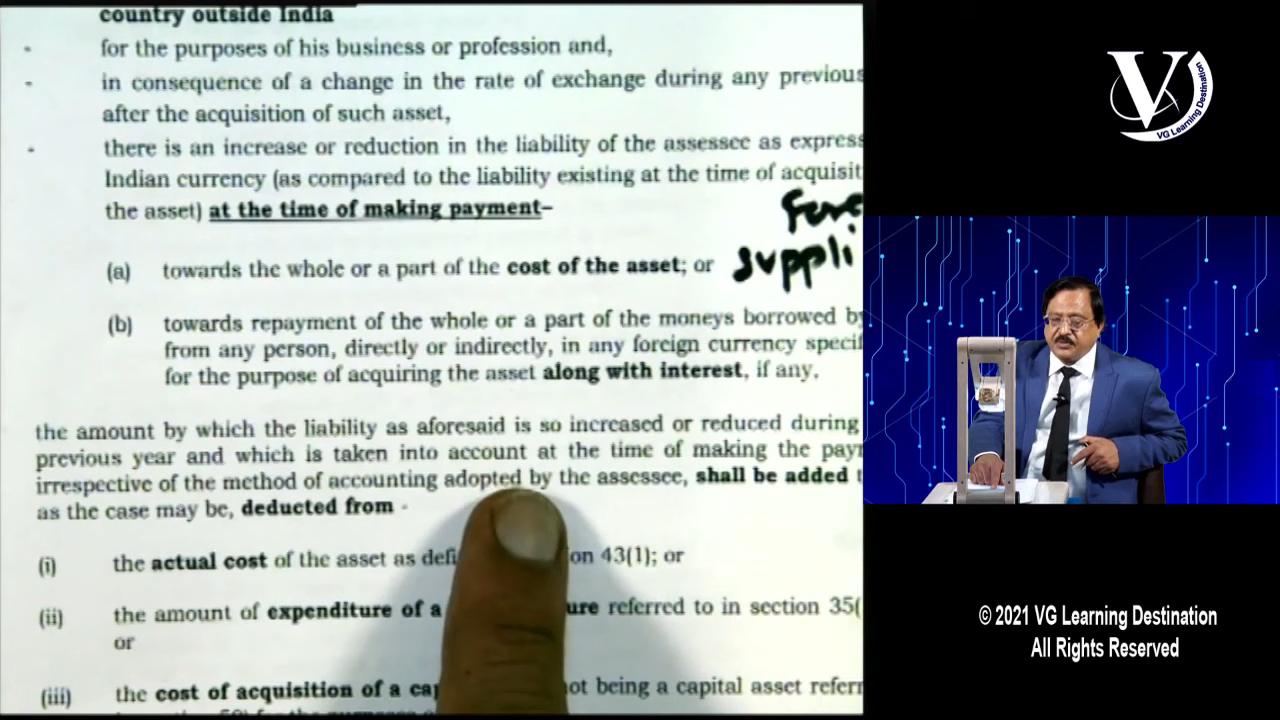 country outside India
- for the purposes of his business or profession and,
- in consequence of a change in the rate of exchange during any previous
after the acquisition of such asset,
- there is an increase or reduction in the liability of the assessee as express
Indian currency (as compared to the liability existing at the time of acquisit
the asset) at the time of making payment–
Fore
(a) towards the whole or a part of the cost of the asset; or suppli
(b) towards repayment of the whole or a part of the moneys borrowed by
from any person, directly or indirectly, in any foreign currency specif
for the purpose of acquiring the asset along with interest, if any,
the amount by which the liability as aforesaid is so increased or reduced during
previous year and which is taken into account at the time of making the payr
irrespective of the method of accounting adopted by the assessee, shall be added t
as the case may be, deducted from -
(i) the actual cost of the asset as defi on 43(1); or
(ii) the amount of expenditure of a ure referred to in section 35(
or
(iii) the cost of acquisition of a cap not being a capital asset referr
V
VG Learning Destination
© 2021 VG Learning Destination
All Rights Reserved